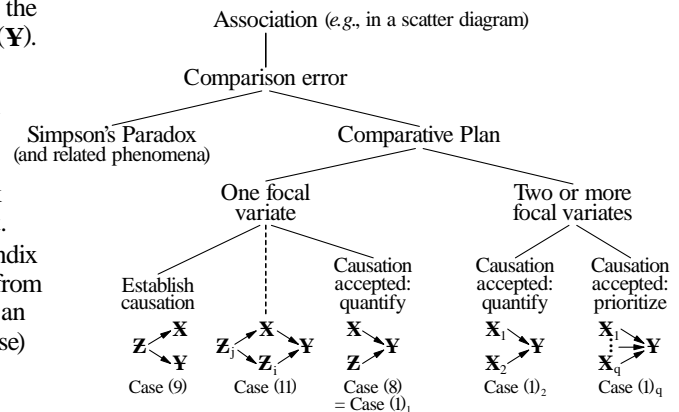 the
(Ɏ).
ndix
from
an
se)
Association (e.g., in a scatter diagram)
Comparison error
Simpson's Paradox
(and related phenomena)
Comparative Plan
One focal
variate
Two or more
focal variates
Establish
causation
Causation
accepted:
quantify
Causation
accepted:
quantify
Causation
accepted:
prioritize
X
Z
Y
Case (9)
X
Zj
Y
Zi
Case (11)
X
Y
Z
Case (8)
= Case (1)1
X1
Y
X2
Case (1)2
X1
Y
Xq
Case (1)q